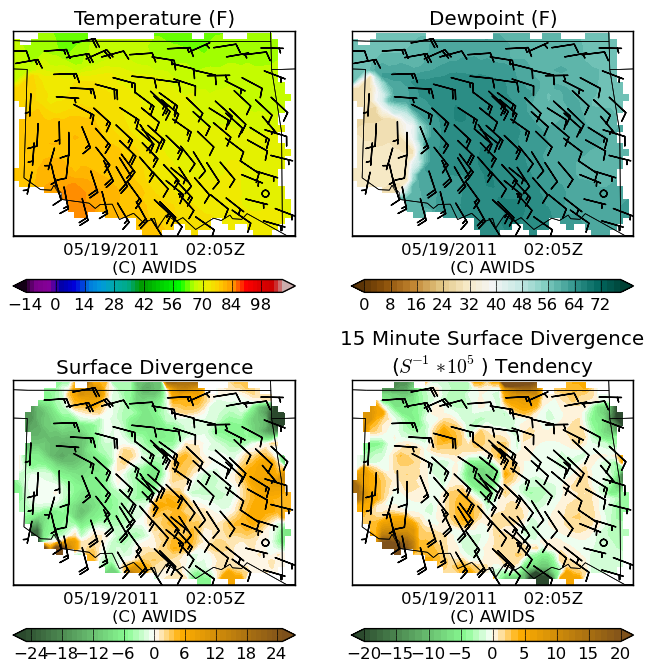 Temperature (F)
Dewpoint (F)
05/19/2011 02:05Z
(C) AWIDS
05/19/2011 02:05Z
(C) AWIDS
−14 0 14 28 42 56 70 84 98
0 8 16 24 32 40 48 56 64 72
Surface Divergence
15 Minute Surface Divergence
(S⁻¹ *10⁵ ) Tendency
05/19/2011 02:05Z
(C) AWIDS
05/19/2011 02:05Z
(C) AWIDS
−24 −18 −12 −6 0 6 12 18 24
−20 −15 −10 −5 0 5 10 15 20